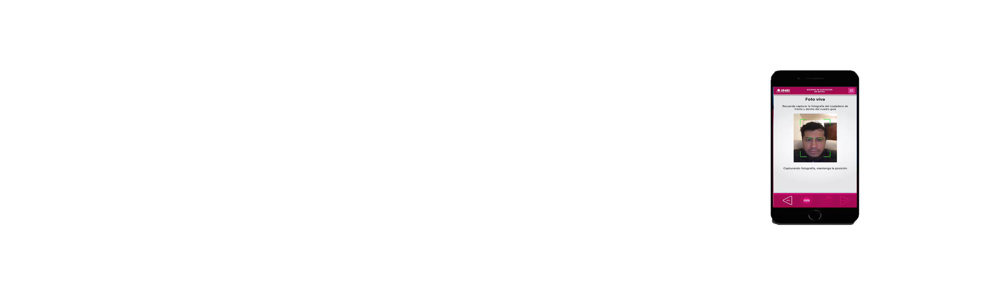 INE
SISTEMA DE CAPTACIÓN
DE DATOS
Foto viva
Recuerde capturar la fotografía del ciudadano de
frente y dentro del cuadro guía
Capturando fotografía, mantenga la posición
FOTO